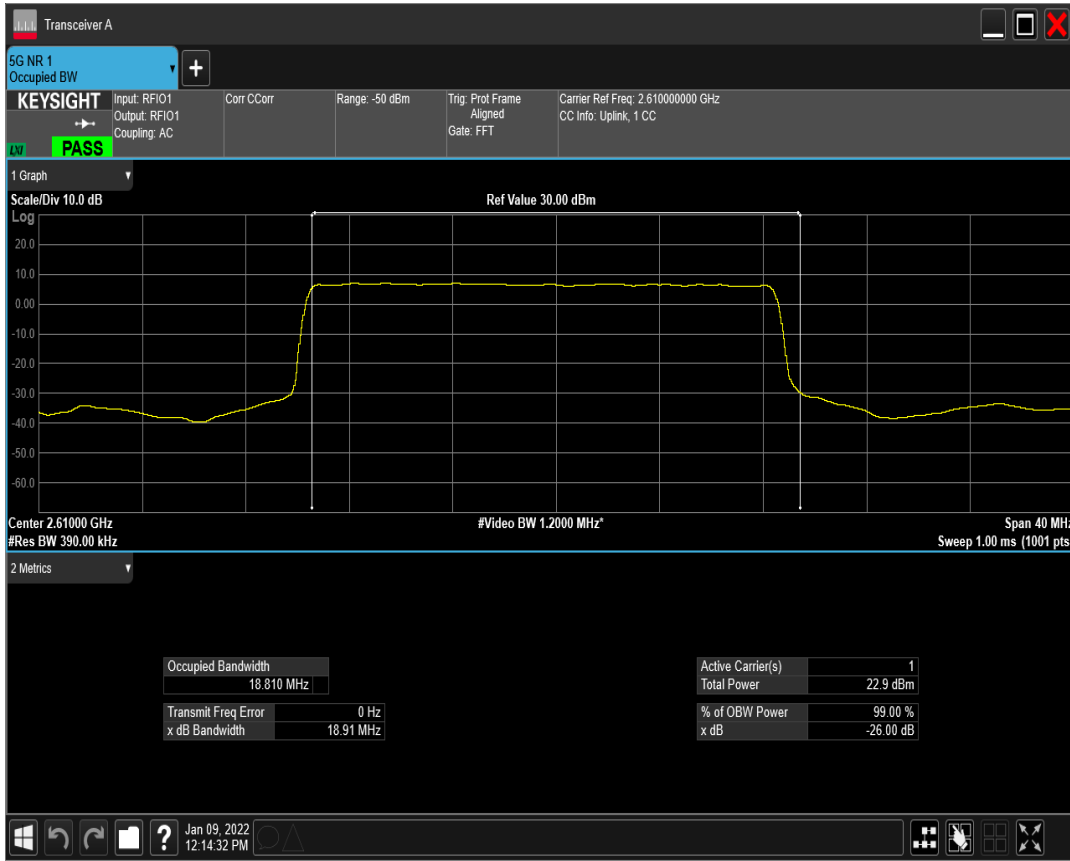 Transceiver A
5G NR 1
Occupied BW
KEYSIGHT
LXI
PASS
Input: RFIO1
Output: RFIO1
Coupling: AC
Corr CCorr
Range: -50 dBm
Trig: Prot Frame
Aligned
Gate: FFT
Carrier Ref Freq: 2.610000000 GHz
CC Info: Uplink, 1 CC
1 Graph
Scale/Div 10.0 dB
Ref Value 30.00 dBm
Log
20.0
10.0
0.00
-10.0
-20.0
-30.0
-40.0
-50.0
-60.0
Center 2.61000 GHz
#Video BW 1.2000 MHz*
Span 40 MHz
#Res BW 390.00 kHz
Sweep 1.00 ms (1001 pts
2 Metrics
Occupied Bandwidth
18.810 MHz
Transmit Freq Error 0 Hz
x dB Bandwidth 18.91 MHz
Active Carrier(s) 1
Total Power 22.9 dBm
% of OBW Power 99.00 %
x dB -26.00 dB
?
Jan 09, 2022
12:14:32 PM